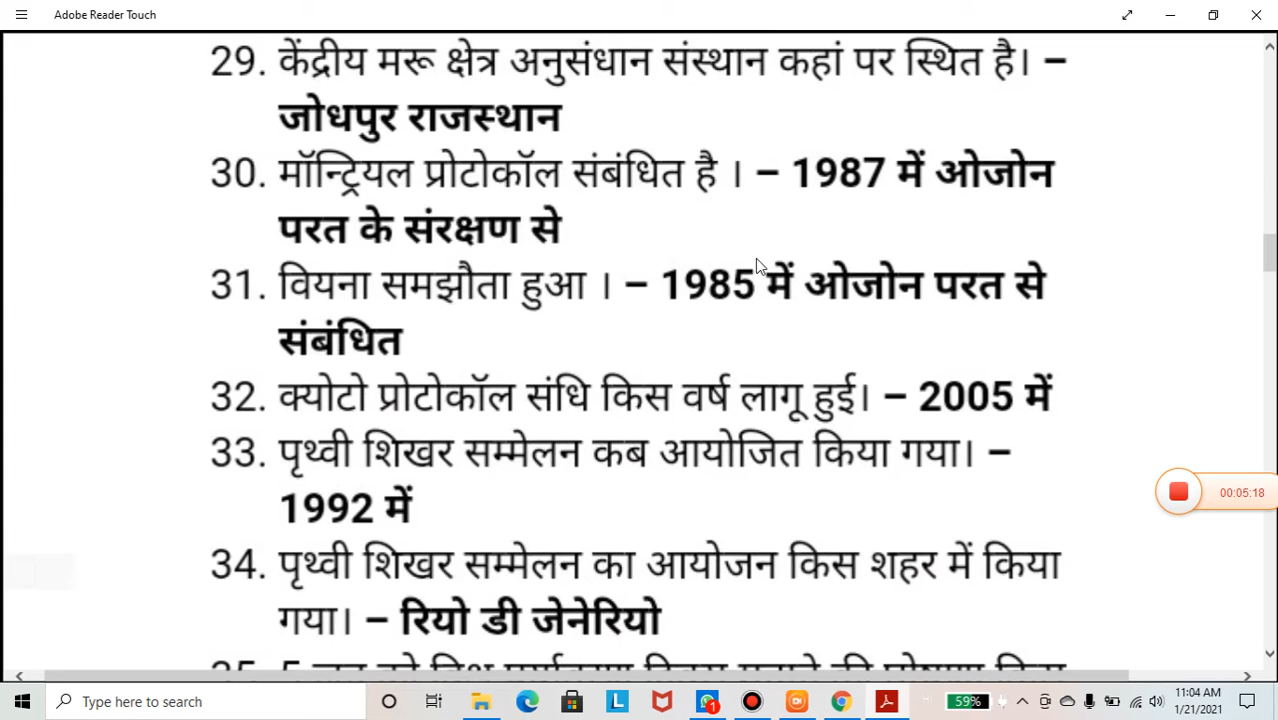 Adobe Reader Touch
29. केंद्रीय मरू क्षेत्र अनुसंधान संस्थान कहां पर स्थित है। –
जोधपुर राजस्थान
30. मॉन्ट्रियल प्रोटोकॉल संबंधित है । – 1987 में ओजोन
परत के संरक्षण से
31. वियना समझौता हुआ । – 1985 में ओजोन परत से
संबंधित
32. क्योटो प्रोटोकॉल संधि किस वर्ष लागू हुई। – 2005 में
33. पृथ्वी शिखर सम्मेलन कब आयोजित किया गया। –
1992 में
00:05:18
34. पृथ्वी शिखर सम्मेलन का आयोजन किस शहर में किया
गया। – रियो डी जेनेरियो
Type here to search
L
1
59%
11:04 AM
1/21/2021